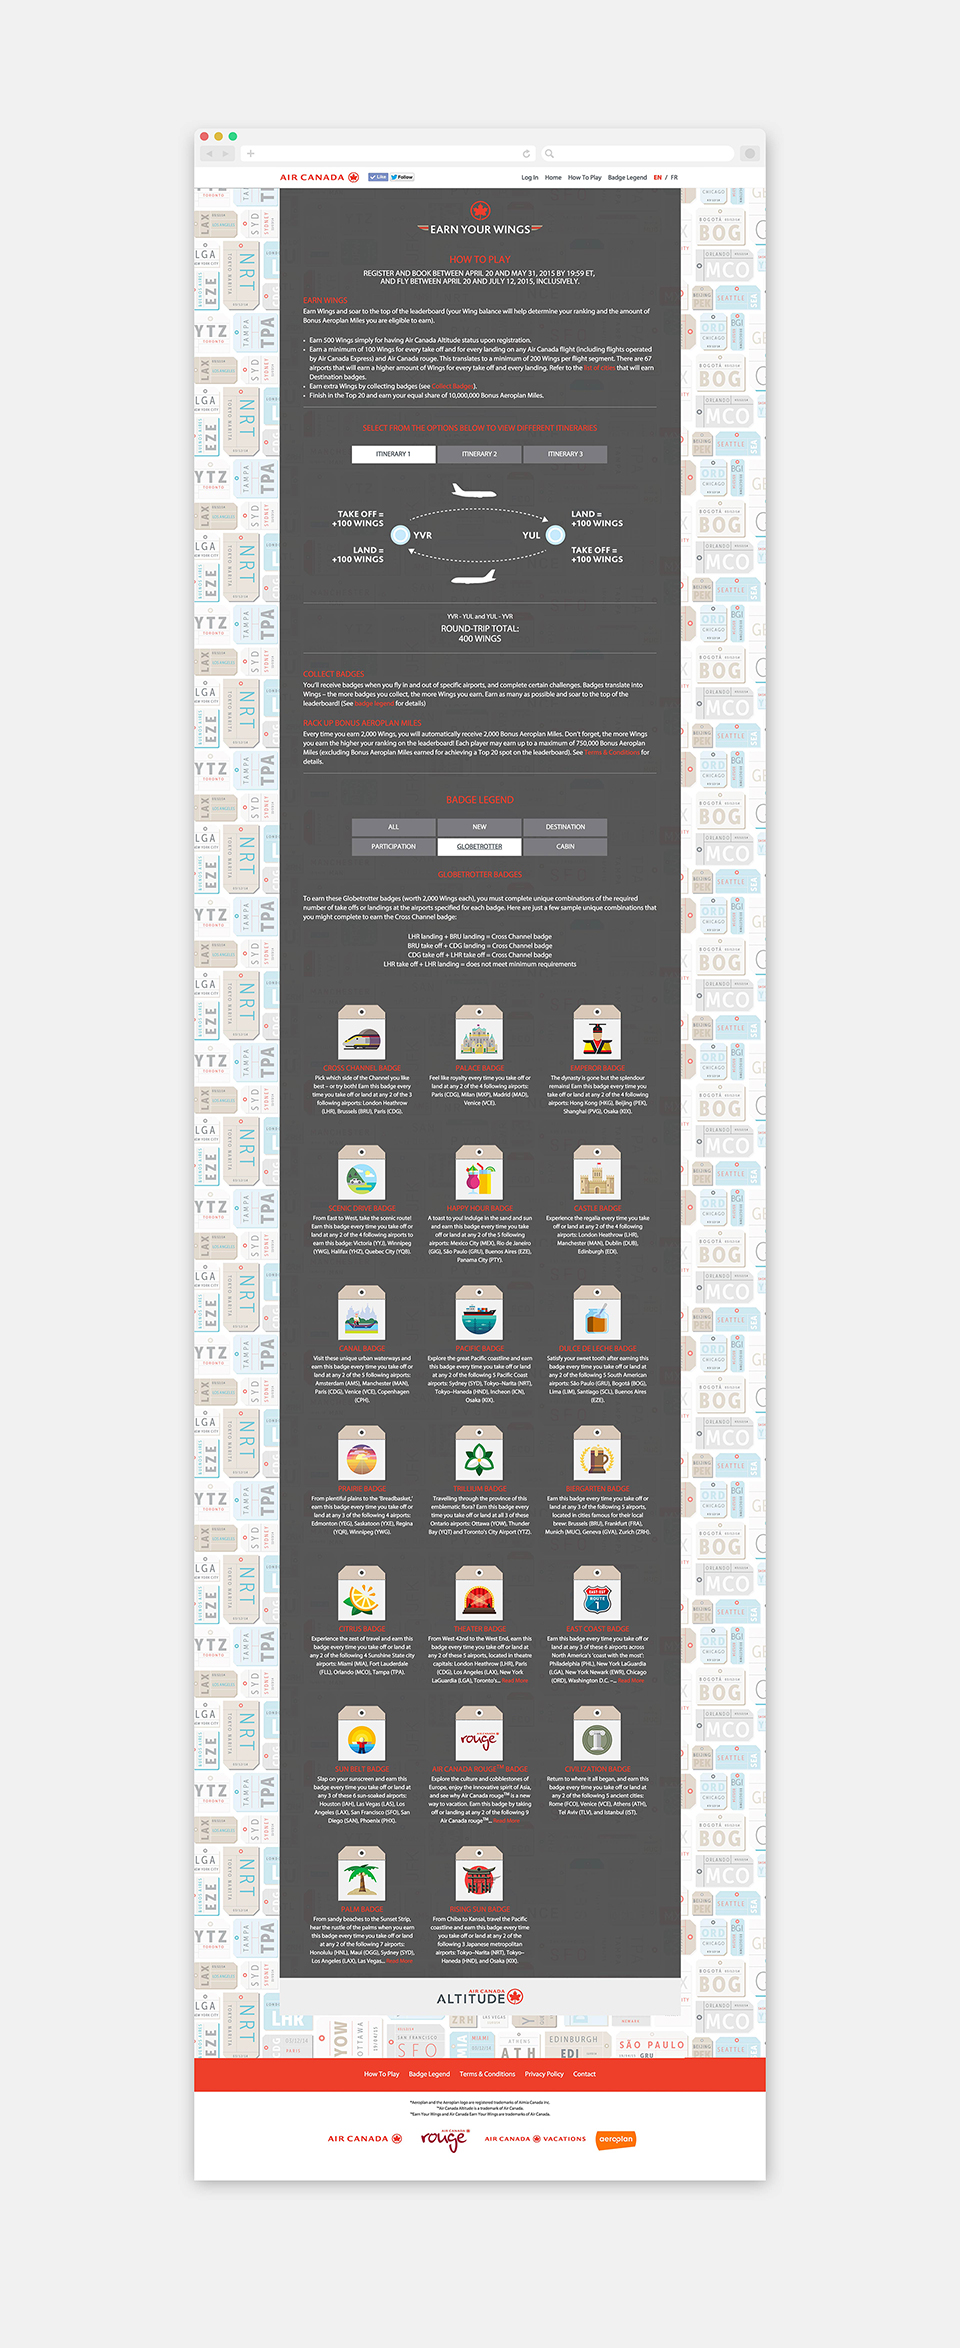 AIR CANADA
Like
Follow
Log In Home How To Play Badge Legend EN / FR
EARN YOUR WINGS
HOW TO PLAY
REGISTER AND BOOK BETWEEN APRIL 20 AND MAY 31, 2015 BY 19:59 ET,
AND FLY BETWEEN APRIL 20 AND JULY 12, 2015, INCLUSIVELY.
EARN WINGS
Earn Wings and soar to the top of the leaderboard (your Wing balance will help determine your ranking and the amount of
Bonus Aeroplan Miles you are eligible to earn).
• Earn 500 Wings simply for having Air Canada Altitude status upon registration.
• Earn a minimum of 100 Wings for every take off and for every landing on any Air Canada flight (including flights operated
by Air Canada Express) and Air Canada rouge. This translates to a minimum of 200 Wings per flight segment. There are 67
airports that will earn a higher amount of Wings for every take off and every landing. Refer to the list of cities that will earn
Destination badges.
• Earn extra Wings by collecting badges (see Collect Badges).
• Finish in the Top 20 and earn your equal share of 10,000,000 Bonus Aeroplan Miles.
SELECT FROM THE OPTIONS BELOW TO VIEW DIFFERENT ITINERARIES
ITINERARY 1 ITINERARY 2 ITINERARY 3
TAKE OFF =
+100 WINGS
LAND =
+100 WINGS
YVR
YUL
LAND =
+100 WINGS
TAKE OFF =
+100 WINGS
YVR - YUL and YUL - YVR
ROUND-TRIP TOTAL:
400 WINGS
COLLECT BADGES
You'll receive badges when you fly in and out of specific airports, and complete certain challenges. Badges translate into
Wings – the more badges you collect, the more Wings you earn. Earn as many as possible and soar to the top of the
leaderboard! (See badge legend for details)
RACK UP BONUS AEROPLAN MILES
Every time you earn 2,000 Wings, you will automatically receive 2,000 Bonus Aeroplan Miles. Don't forget, the more Wings
you earn the higher your ranking on the leaderboard! Each player may earn up to a maximum of 750,000 Bonus Aeroplan
Miles (excluding Bonus Aeroplan Miles earned for achieving a Top 20 spot on the leaderboard). See Terms & Conditions for
details.
BADGE LEGEND
ALL NEW DESTINATION
PARTICIPATION GLOBETROTTER CABIN
GLOBETROTTER BADGES
To earn these Globetrotter badges (worth 2,000 Wings each), you must complete unique combinations of the required
number of take offs or landings at the airports specified for each badge. Here are just a few sample unique combinations that
you might complete to earn the Cross Channel badge:
LHR landing + BRU landing = Cross Channel badge
BRU take off + CDG landing = Cross Channel badge
CDG take off + LHR take off = Cross Channel badge
LHR take off + LHR landing = does not meet minimum requirements
CROSS CHANNEL BADGE
Pick which side of the Channel you like
best – or try both! Earn this badge every
time you take off or land at any 2 of the 3
following airports: London Heathrow
(LHR), Brussels (BRU), Paris (CDG).
PALACE BADGE
Feel like royalty every time you take off or
land at any 2 of the 4 following airports:
Paris (CDG), Milan (MXP), Madrid (MAD),
Venice (VCE).
EMPEROR BADGE
The dynasty is gone but the splendour
remains! Earn this badge every time you
take off or land at any 2 of the 4 following
airports: Hong Kong (HKG), Beijing (PEK),
Shanghai (PVG), Osaka (KIX).
SCENIC DRIVE BADGE
From East to West, take the scenic route!
Earn this badge every time you take off or
land at any 2 of the 4 following airports to
earn this badge: Victoria (YYJ), Winnipeg
(YWG), Halifax (YHZ), Quebec City (YQB).
HAPPY HOUR BADGE
A toast to you! Indulge in the sand and sun
and earn this badge every time you take
off or land at any 2 of the 5 following
airports: Mexico City (MEX), Rio de Janeiro
(GIG), São Paulo (GRU), Buenos Aires (EZE),
Panama City (PTY).
CASTLE BADGE
Experience the regalia every time you take
off or land at any 2 of the 4 following
airports: London Heathrow (LHR),
Manchester (MAN), Dublin (DUB),
Edinburgh (EDI).
CANAL BADGE
Visit these unique urban waterways and
earn this badge every time you take off or
land at any 2 of the 5 following airports:
Amsterdam (AMS), Manchester (MAN),
Paris (CDG), Venice (VCE), Copenhagen
(CPH).
PACIFIC BADGE
Explore the great Pacific coastline and earn
this badge every time you take off or land
at any 2 of the following 5 Pacific Coast
airports: Sydney (SYD), Tokyo–Narita (NRT),
Tokyo–Haneda (HND), Incheon (ICN),
Osaka (KIX).
DULCE DE LECHE BADGE
Satisfy your sweet tooth after earning this
badge every time you take off or land at
any 2 of the following 5 South American
airports: São Paulo (GRU), Bogotá (BOG),
Lima (LIM), Santiago (SCL), Buenos Aires
(EZE).
PRAIRIE BADGE
From plentiful plains to the 'Breadbasket,'
earn this badge every time you take off or
land at any 3 of the following 4 airports:
Edmonton (YEG), Saskatoon (YXE), Regina
(YQR), Winnipeg (YWG).
TRILLIUM BADGE
Travelling through the province of this
emblematic flora? Earn this badge every
time you take off or land at all 3 of these
Ontario airports: Ottawa (YOW), Thunder
Bay (YQT) and Toronto's City Airport (YTZ).
BIERGARTEN BADGE
Earn this badge every time you take off or
land at any 3 of the following 5 airports,
located in cities famous for their local
brew: Brussels (BRU), Frankfurt (FRA),
Munich (MUC), Geneva (GVA), Zurich (ZRH).
CITRUS BADGE
Experience the zest of travel and earn this
badge every time you take off or land at
any 2 of the following 4 Sunshine State city
airports: Miami (MIA), Fort Lauderdale
(FLL), Orlando (MCO), Tampa (TPA).
THEATER BADGE
From West 42nd to the West End, earn this
badge every time you take off or land at
any 2 of these 5 airports, located in theatre
capitals: London Heathrow (LHR), Paris
(CDG), Los Angeles (LAX), New York
LaGuardia (LGA), Toronto's... Read More
ROUTE
1
EAST COAST BADGE
Earn this badge every time you take off or
land at any 3 of these 6 airports across
North America's 'coast with the most':
Philadelphia (PHL), New York LaGuardia
(LGA), New York Newark (EWR), Chicago
(ORD), Washington D.C. –... Read More
SUN BELT BADGE
Slap on your sunscreen and earn this
badge every time you take off or land at
any 3 of these 6 sun-soaked airports:
Houston (IAH), Las Vegas (LAS), Los
Angeles (LAX), San Francisco (SFO), San
Diego (SAN), Phoenix (PHX).
AIR CANADA
rouge
AIR CANADA ROUGE™ BADGE
Explore the culture and cobblestones of
Europe, enjoy the innovative spirit of Asia,
and see why Air Canada rouge™ is a new
way to vacation. Earn this badge by taking
off or landing at any 2 of the following 9
Air Canada rouge™... Read More
CIVILIZATION BADGE
Return to where it all began, and earn this
badge every time you take off or land at
any 2 of the following 5 ancient cities:
Rome (FCO), Venice (VCE), Athens (ATH),
Tel Aviv (TLV), and Istanbul (IST).
PALM BADGE
From sandy beaches to the Sunset Strip,
hear the rustle of the palms when you earn
this badge every time you take off or land
at any 2 of the following 7 airports:
Honolulu (HNL), Maui (OGG), Sydney (SYD),
Los Angeles (LAX), Las Vegas... Read More
RISING SUN BADGE
From Chiba to Kansai, travel the Pacific
coastline and earn this badge every time
you take off or land at any 2 of the
following 3 Japanese metropolitan
airports: Tokyo–Narita (NRT), Tokyo–
Haneda (HND), and Osaka (KIX).
AIR CANADA
ALTITUDE
How To Play Badge Legend Terms & Conditions Privacy Policy Contact
*Aeroplan and the Aeroplan logo are registered trademarks of Aimia Canada Inc.
*Air Canada Altitude is a trademark of Air Canada.
*Earn Your Wings and Air Canada Earn Your Wings are trademarks of Air Canada.
AIR CANADA
AIR CANADA
rouge
AIR CANADA VACATIONS
aeroplan